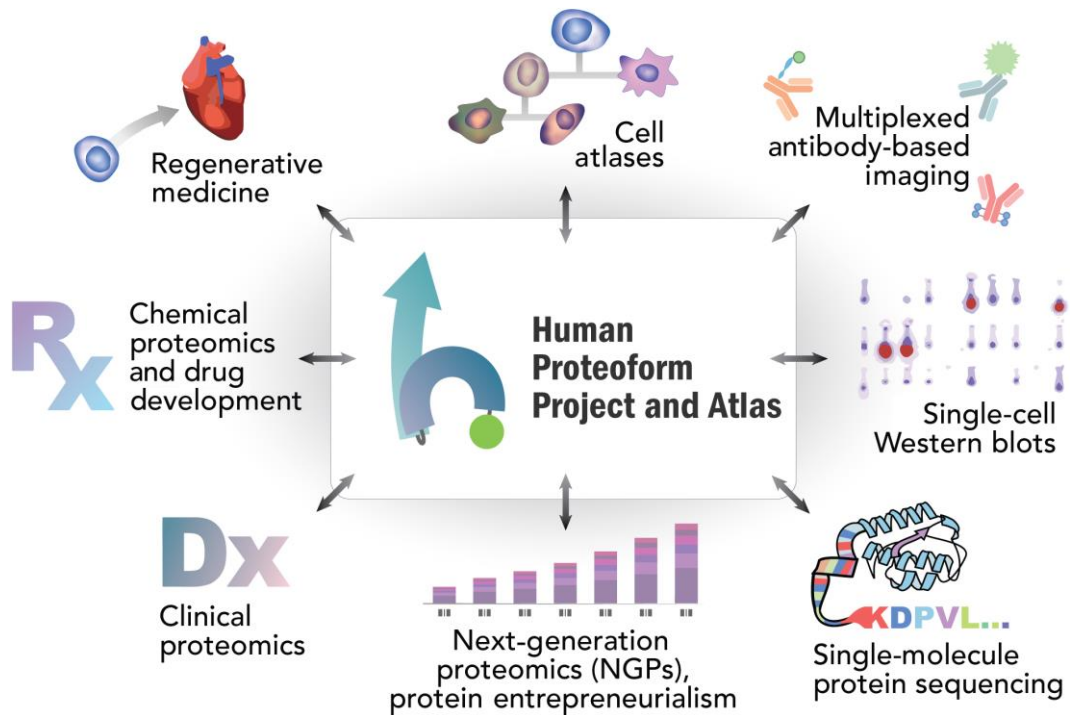 Regenerative
medicine
Cell
atlases
Multiplexed
antibody-based
imaging
Rx
Chemical
proteomics
and drug
development
Human
Proteoform
Project and Atlas
Single-cell
Western blots
Dx
Clinical
proteomics
Next-generation
proteomics (NGPs),
protein entrepreneurialism
KDPVL...
Single-molecule
protein sequencing